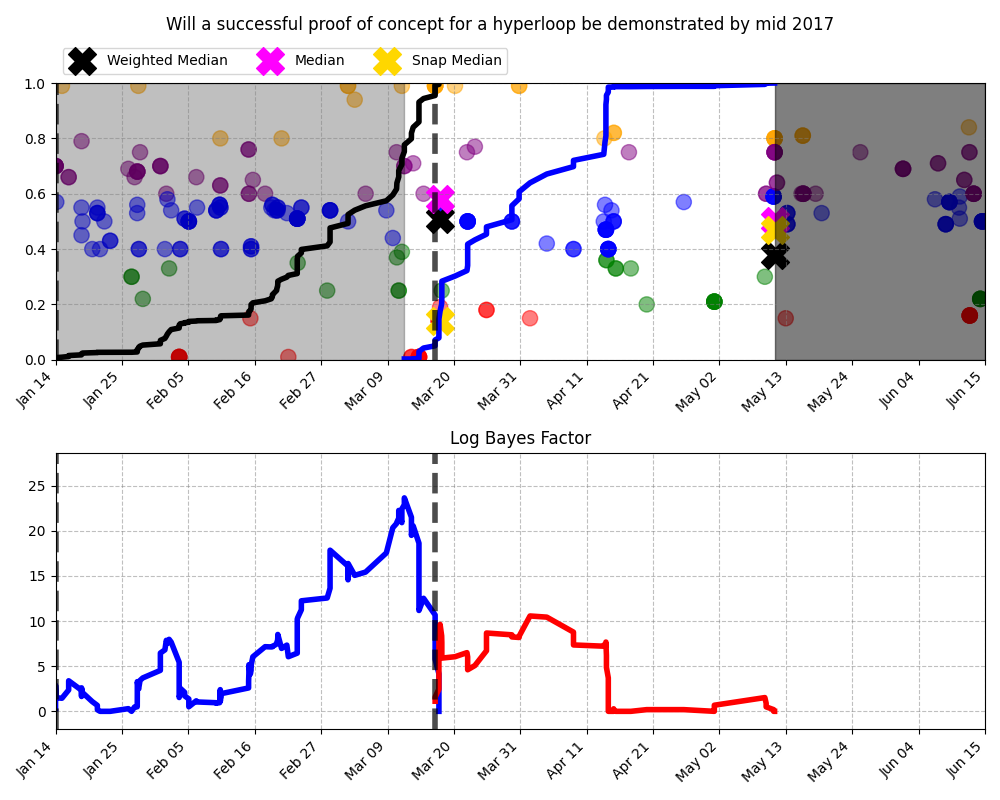 Will a successful proof of concept for a hyperloop be demonstrated by mid 2017
Weighted Median Median Snap Median
1.0
0.8
0.6
0.4
0.2
0.0
Jan 14 Jan 25 Feb 05 Feb 16 Feb 27 Mar 09 Mar 20 Mar 31 Apr 11 Apr 21 May 02 May 13 May 24 Jun 04 Jun 15
Log Bayes Factor
25
20
15
10
5
0
Jan 14 Jan 25 Feb 05 Feb 16 Feb 27 Mar 09 Mar 20 Mar 31 Apr 11 Apr 21 May 02 May 13 May 24 Jun 04 Jun 15